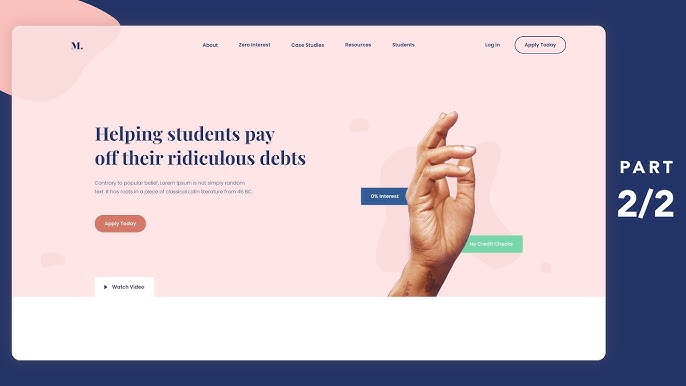 M.
About
Zero Interest
Case Studies
Resources
Students
Log in
Apply Today
Helping students pay
off their ridiculous debts
Contrary to popular belief, Lorem Ipsum is not simply random
text. It has roots in a piece of classical Latin literature from 45 BC.
Apply Today
0% Interest
No Credit Checks
Watch Video
PART
2/2